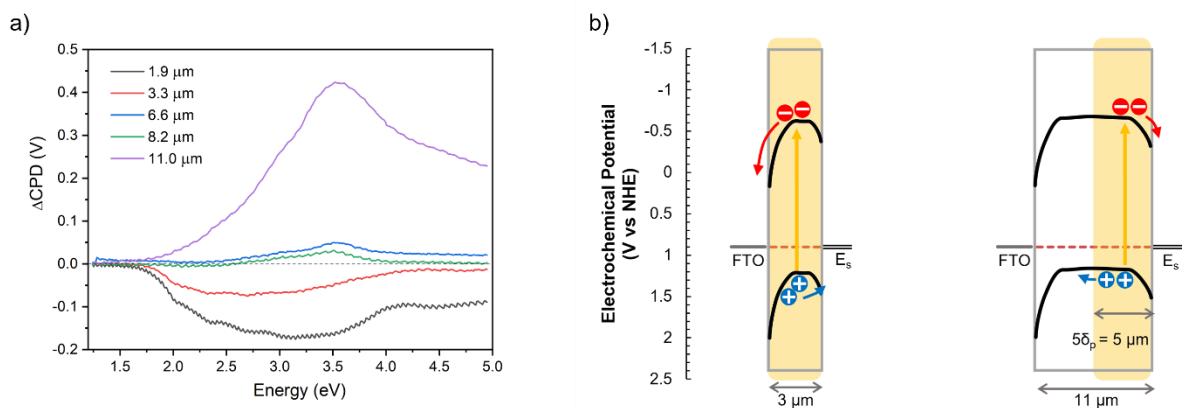 a)
0.5
0.4
0.3
0.2
0.1
0.0
-0.1
-0.2
ΔCPD (V)
1.9 μm
3.3 μm
6.6 μm
8.2 μm
11.0 μm
1.5 2.0 2.5 3.0 3.5 4.0 4.5 5.0
Energy (eV)
b)
Electrochemical Potential
(V vs NHE)
-1.5
-1
-0.5
0
0.5
1
1.5
2
2.5
FTO
Es
3 μm
FTO
Es
5δp = 5 μm
11 μm